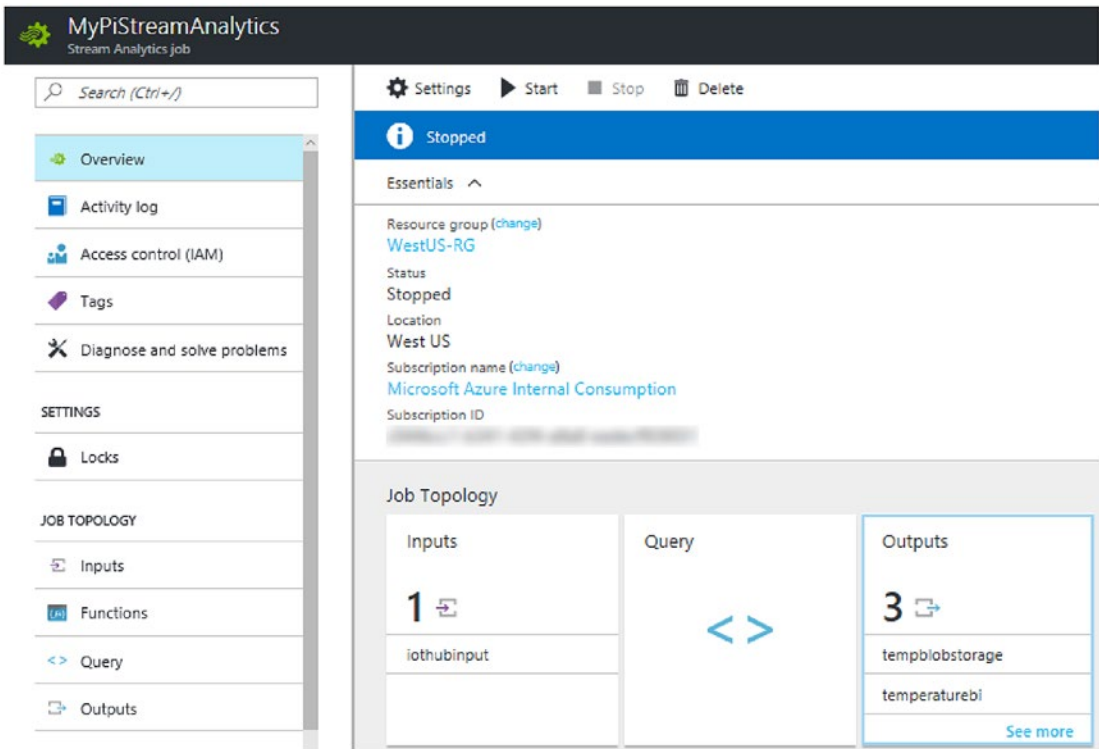 MyPiStreamAnalytics
Stream Analytics job
Search (Ctrl+/)
Overview
Activity log
Access control (IAM)
Tags
Diagnose and solve problems
SETTINGS
Locks
JOB TOPOLOGY
Inputs
Functions
Query
Outputs
Settings
Start
Stop
Delete
Stopped
Essentials
Resource group (change)
WestUS-RG
Status
Stopped
Location
West US
Subscription name (change)
Microsoft Azure Internal Consumption
Subscription ID
Job Topology
Inputs
1
iothubinput
Query
< >
Outputs
3
tempblobstorage
temperaturebi
See more